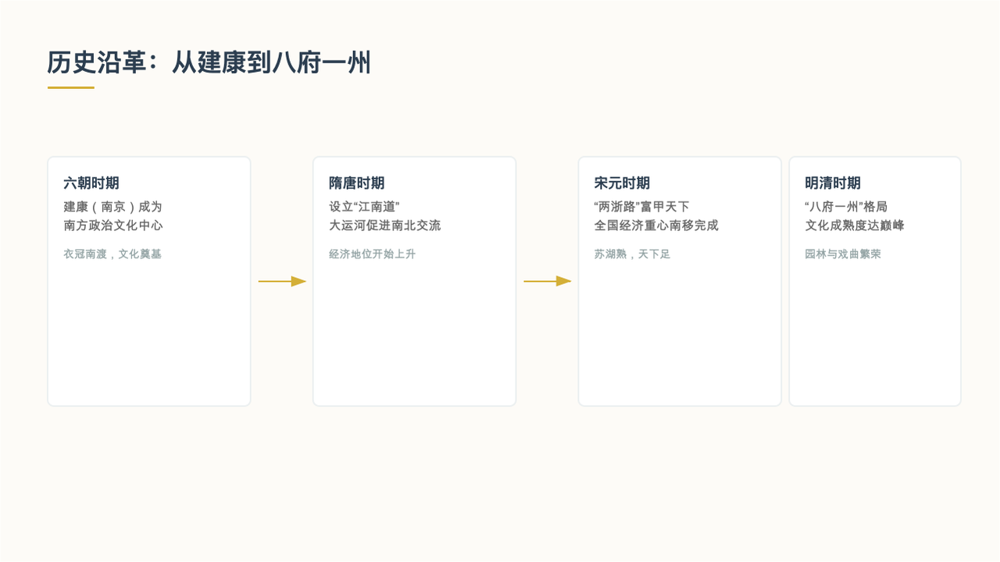 历史沿革：从建康到八府一州
六朝时期
建康（南京）成为
南方政治文化中心
衣冠南渡，文化奠基
隋唐时期
设立“江南道”
大运河促进南北交流
经济地位开始上升
宋元时期
“两浙路”富甲天下
全国经济重心南移完成
苏湖熟，天下足
明清时期
“八府一州”格局
文化成熟度达巅峰
园林与戏曲繁荣